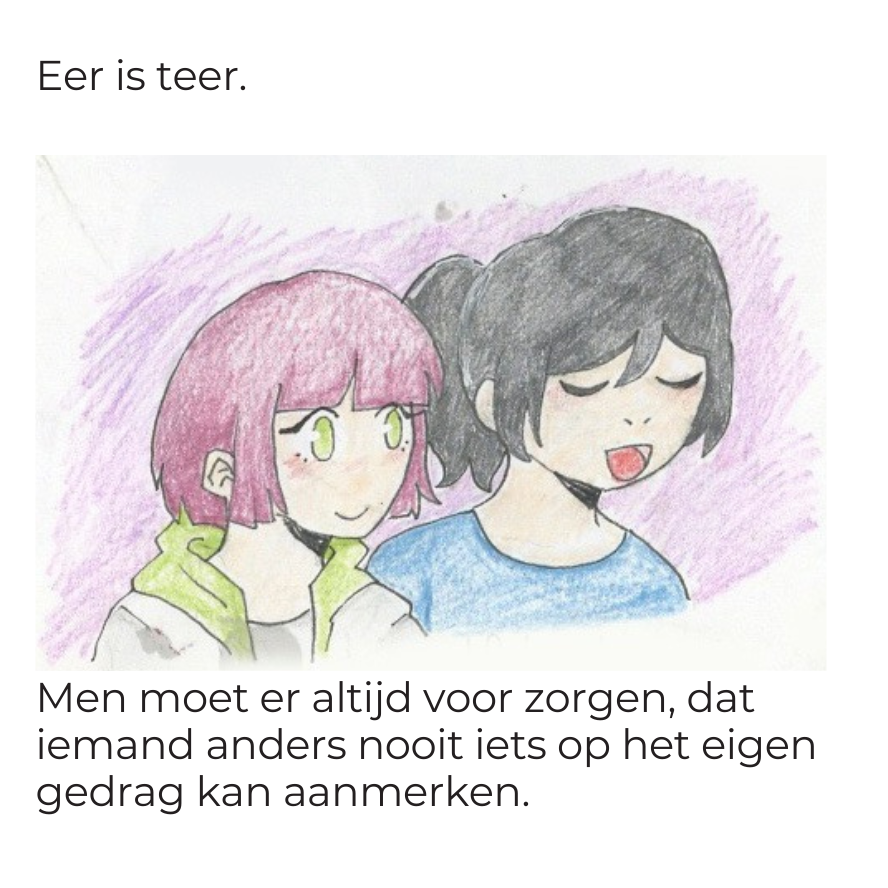 Eer is teer.
Men moet er altijd voor zorgen, dat
iemand anders nooit iets op het eigen
gedrag kan aanmerken.